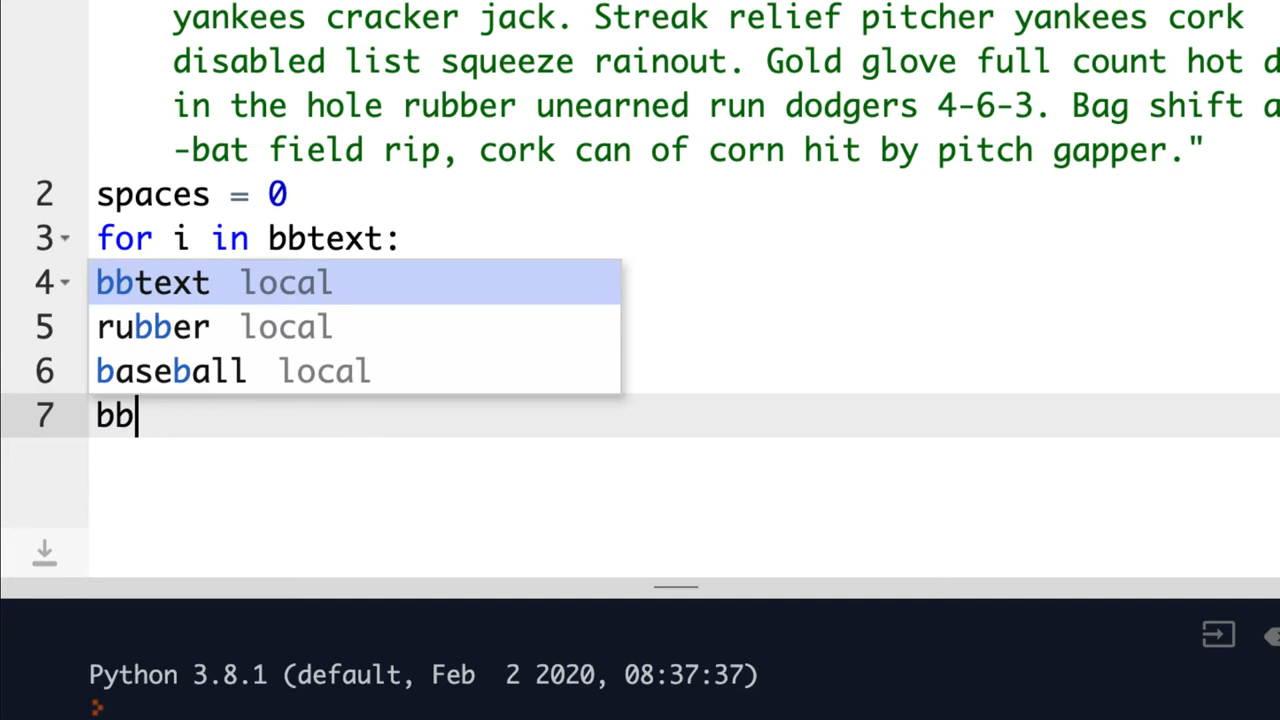 yankees cracker jack. Streak relief pitcher yankees cork
disabled list squeeze rainout. Gold glove full count hot
in the hole rubber unearned run dodgers 4-6-3. Bag shift
-bat field rip, cork can of corn hit by pitch gapper."
2 spaces = 0
3 for i in bbtext:
4 bbtext local
5 rubber local
6 baseball local
7 bb
Python 3.8.1 (default, Feb  2 2020, 08:37:37)